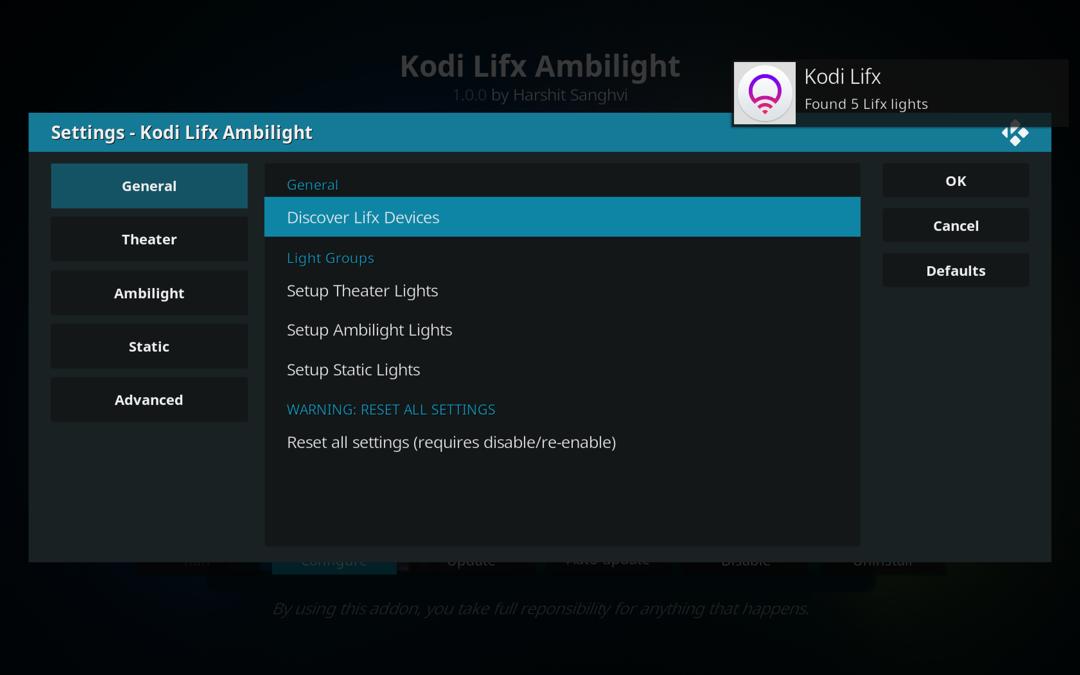 Kodi Lifx Ambilight
1.0.0 by Harshit Sanghvi
Kodi Lifx
Found 5 Lifx lights
Settings - Kodi Lifx Ambilight
General
Theater
Ambilight
Static
Advanced
General
Discover Lifx Devices
Light Groups
Setup Theater Lights
Setup Ambilight Lights
Setup Static Lights
WARNING: RESET ALL SETTINGS
Reset all settings (requires disable/re-enable)
OK
Cancel
Defaults
Run Configure Update Auto-update Disable Uninstall
By using this addon, you take full reponsibility for anything that happens.